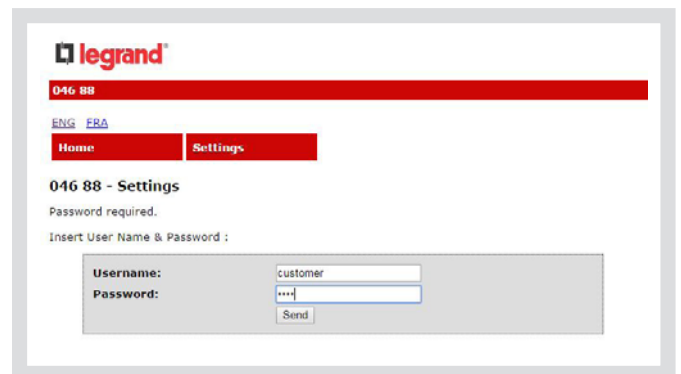 legrand®
046 88
ENG FRA
Home Settings
046 88 - Settings
Password required.
Insert User Name & Password :
Username: customer
Password: ••••
Send